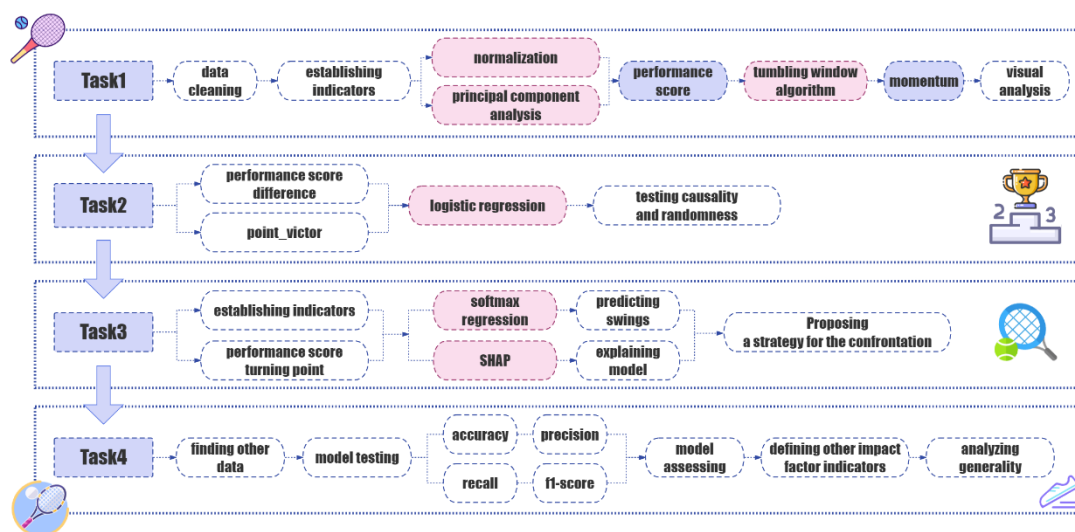 Task1
data
cleaning
establishing
indicators
normalization
principal component
analysis
performance
score
tumbling window
algorithm
momentum
visual
analysis
Task2
performance score
difference
point_victor
logistic regression
testing causality
and randomness
2
3
Task3
establishing indicators
performance score
turning point
softmax
regression
SHAP
predicting
swings
explaining
model
Proposing
a strategy for the confrontation
Task4
finding other
data
model testing
accuracy
precision
recall
f1-score
model
assessing
defining other impact
factor indicators
analyzing
generality